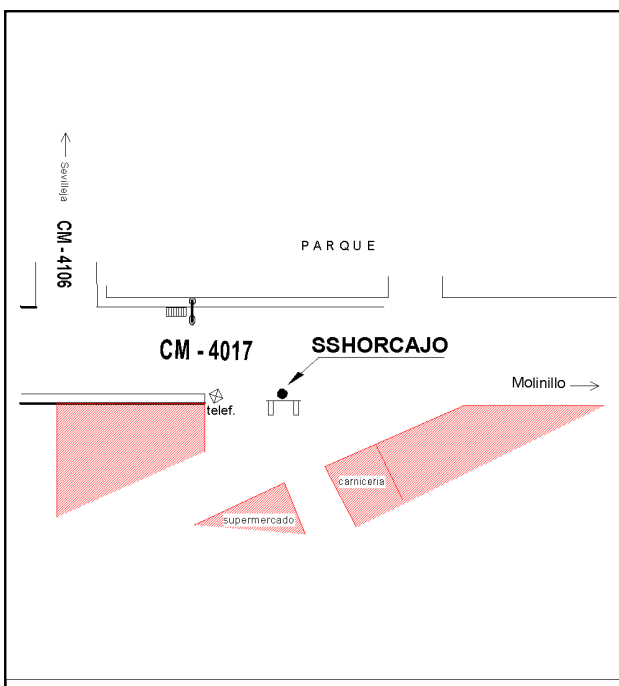 Sevilleja
CM-4106
PARQUE
CM - 4017
SSHORCAJO
Molinillo
telef.
carniceria
supermercado